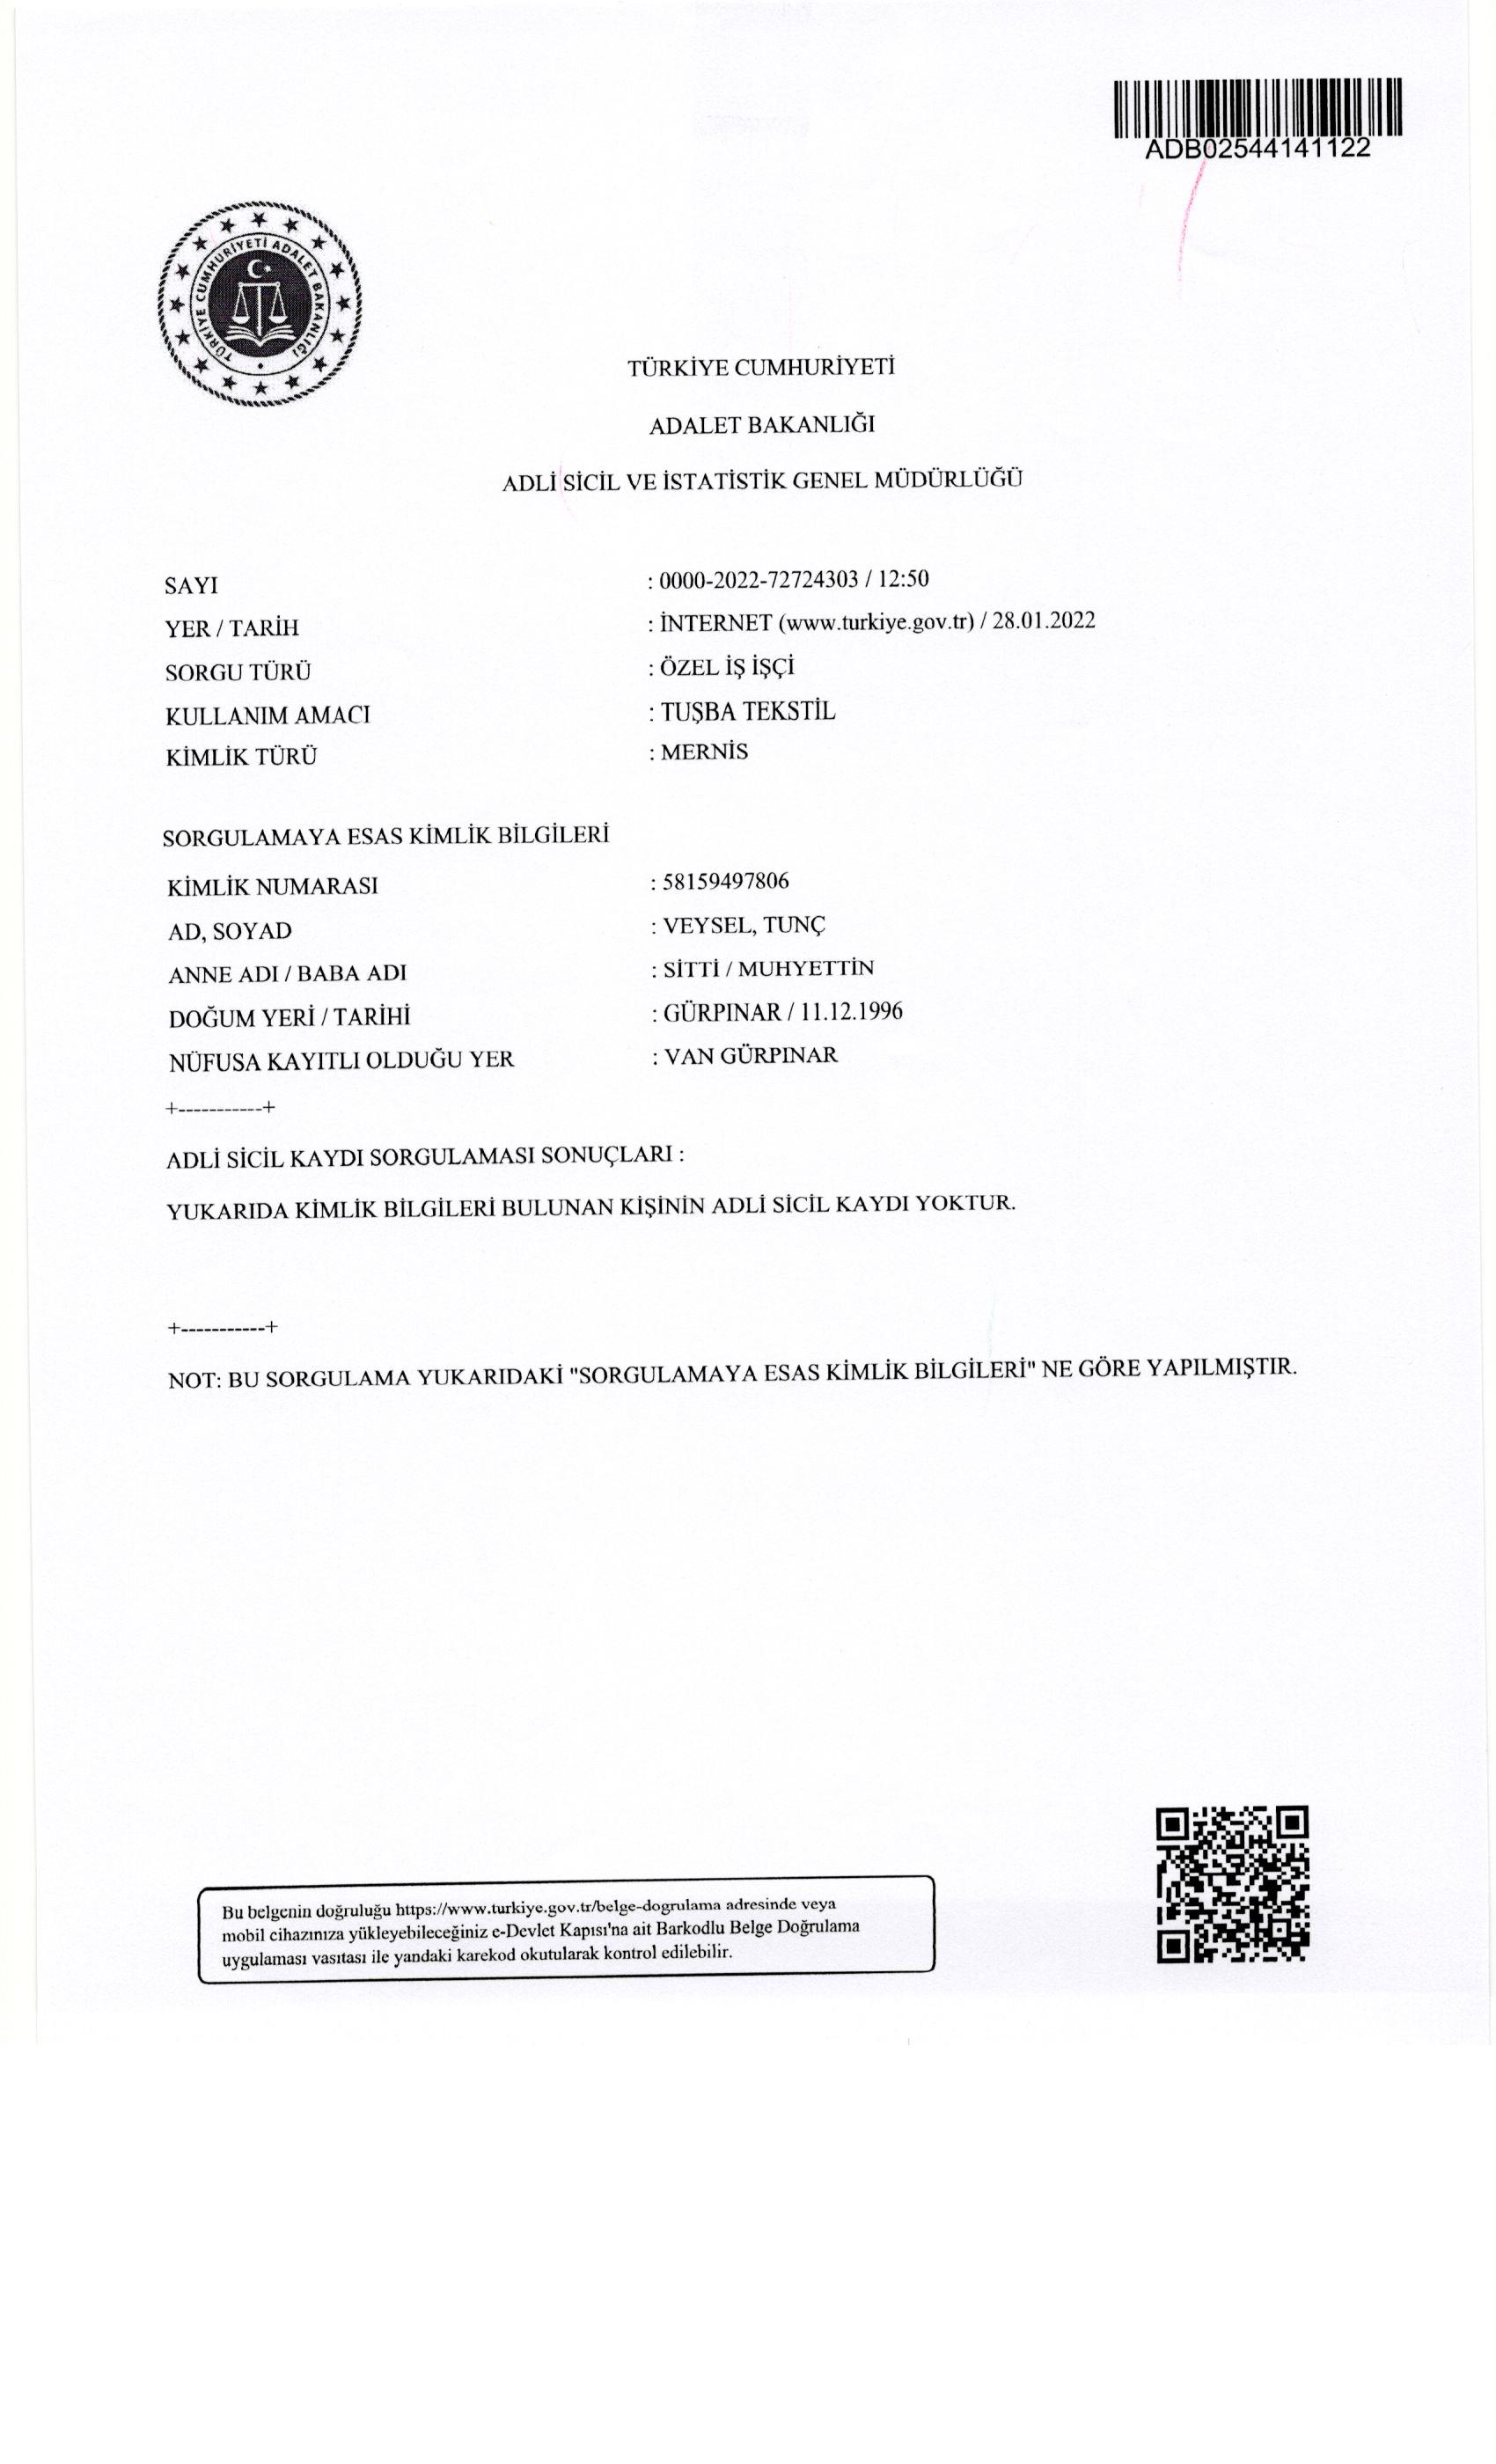 ADB02544141122
TÜRKİYE CUMHURİYETİ ADALET BAKANLIĞI
TÜRKİYE CUMHURİYETİ
ADALET BAKANLIĞI
ADLİ SİCİL VE İSTATİSTİK GENEL MÜDÜRLÜĞÜ
SAYI : 0000-2022-72724303 / 12:50
YER / TARİH : İNTERNET (www.turkiye.gov.tr) / 28.01.2022
SORGU TÜRÜ : ÖZEL İŞ İŞÇİ
KULLANIM AMACI : TUŞBA TEKSTİL
KİMLİK TÜRÜ : MERNİS
SORGULAMAYA ESAS KİMLİK BİLGİLERİ
KİMLİK NUMARASI : 58159497806
AD, SOYAD : VEYSEL, TUNÇ
ANNE ADI / BABA ADI : SİTTİ / MUHYETTİN
DOĞUM YERİ / TARİHİ : GÜRPINAR / 11.12.1996
NÜFUSA KAYITLI OLDUĞU YER : VAN GÜRPINAR
+-----------+
ADLİ SİCİL KAYDI SORGULAMASI SONUÇLARI :
YUKARIDA KİMLİK BİLGİLERİ BULUNAN KİŞİNİN ADLİ SİCİL KAYDI YOKTUR.
+-----------+
NOT: BU SORGULAMA YUKARIDAKİ "SORGULAMAYA ESAS KİMLİK BİLGİLERİ" NE GÖRE YAPILMIŞTIR.
Bu belgenin doğruluğu https://www.turkiye.gov.tr/belge-dogrulama adresinde veya
mobil cihazınıza yükleyebileceğiniz e-Devlet Kapısı'na ait Barkodlu Belge Doğrulama
uygulaması vasıtası ile yandaki karekod okutularak kontrol edilebilir.